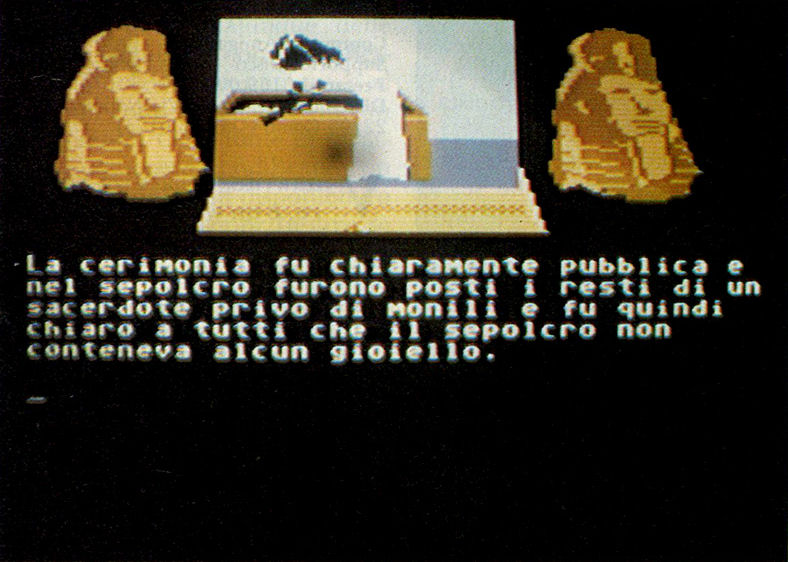 La cerimonia fu chiaramente pubblica e
nel sepolcro furono posti i resti di un
sacerdote privo di monili e fu quindi
chiaro a tutti che il sepolcro non
conteneva alcun gioiello.